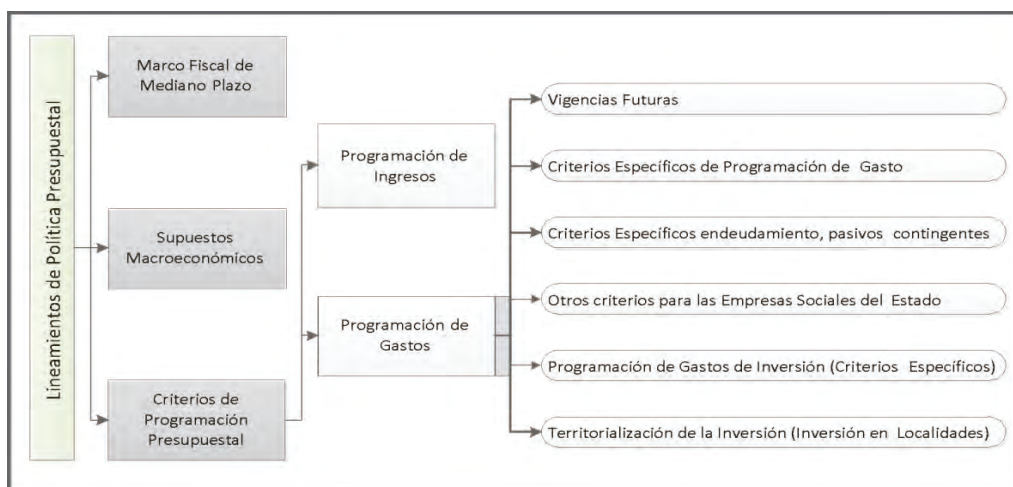 Lineamientos de Política Presupuestal
Marco Fiscal de
Mediano Plazo
Supuestos
Macroeconómicos
Criterios de
Programación
Presupuestal
Programación de
Ingresos
Programación de
Gastos
Vigencias Futuras
Criterios Específicos de Programación de Gasto
Criterios Específicos endeudamiento, pasivos contingentes
Otros criterios para las Empresas Sociales del Estado
Programación de Gastos de Inversión (Criterios Específicos)
Territorialización de la Inversión (Inversión en Localidades)